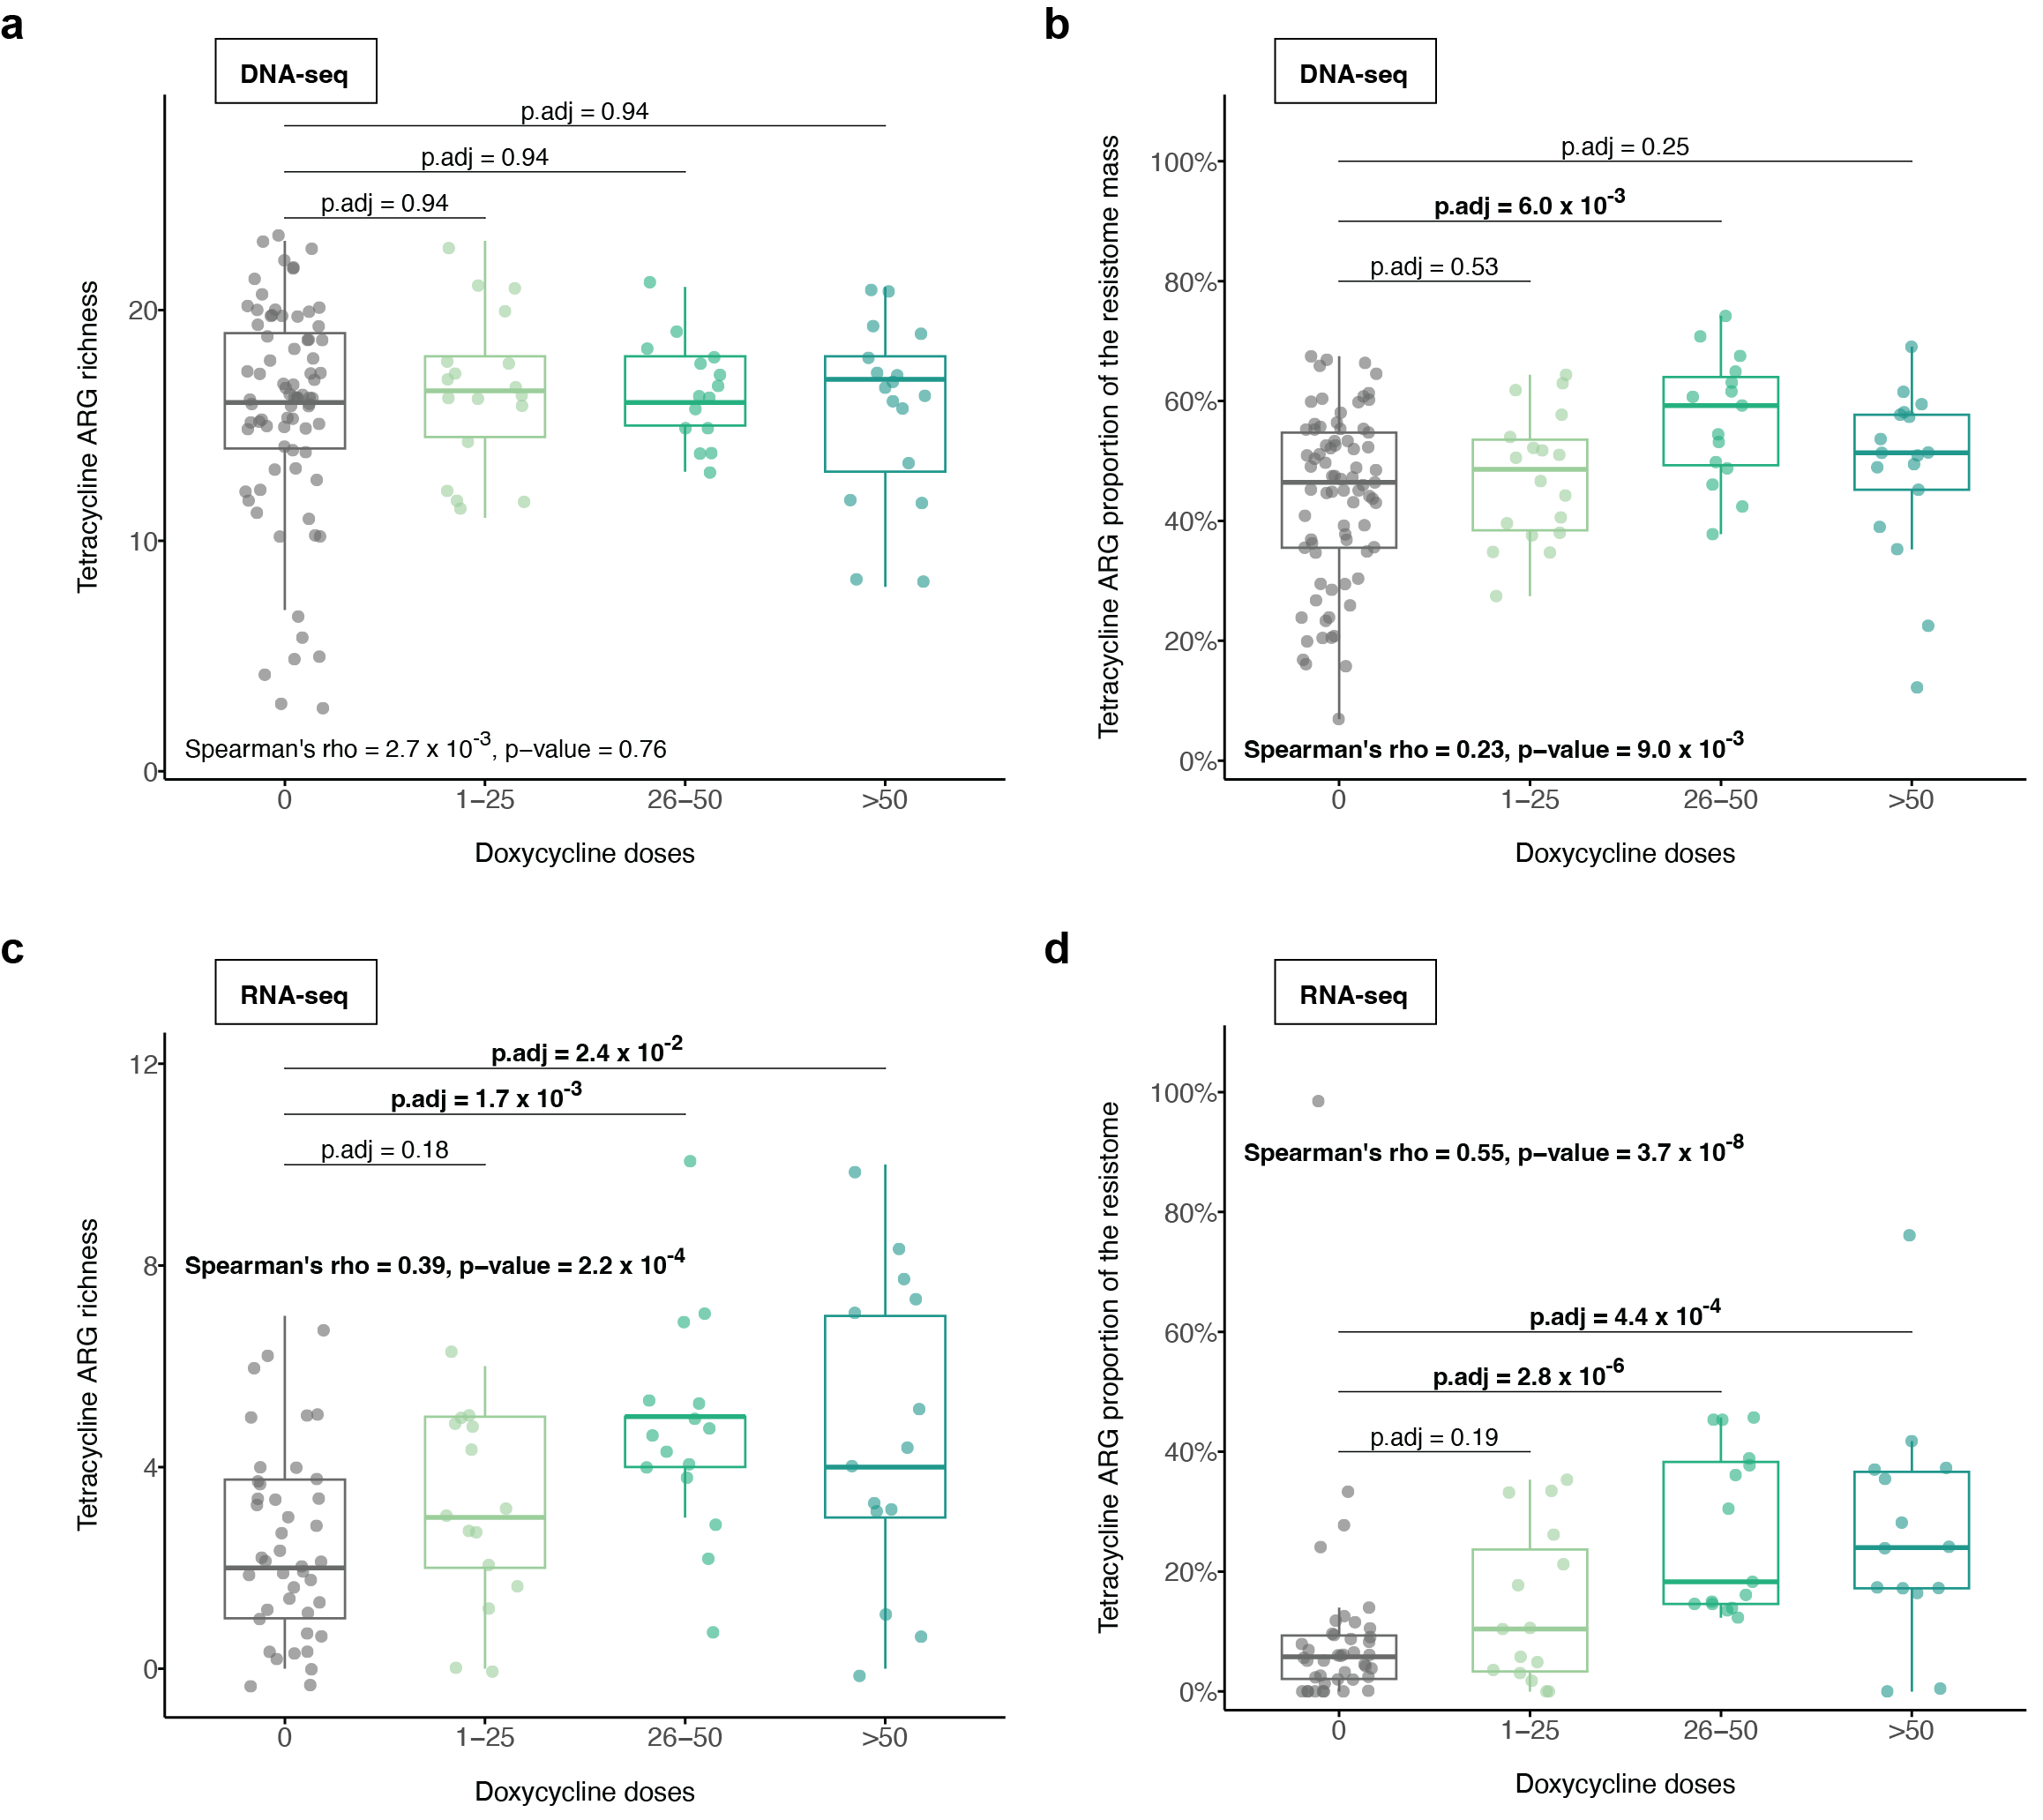 a
DNA-seq
p.adj = 0.94
p.adj = 0.94
p.adj = 0.94
Tetracycline ARG richness
20
10
0
Spearman's rho = 2.7 x 10^-3, p−value = 0.76
0 1−25 26−50 >50
Doxycycline doses
b
DNA-seq
p.adj = 0.25
p.adj = 6.0 x 10^-3
p.adj = 0.53
Tetracycline ARG proportion of the resistome mass
100%
80%
60%
40%
20%
0%
Spearman's rho = 0.23, p−value = 9.0 x 10^-3
0 1−25 26−50 >50
Doxycycline doses
c
RNA-seq
p.adj = 2.4 x 10^-2
p.adj = 1.7 x 10^-3
p.adj = 0.18
Spearman's rho = 0.39, p−value = 2.2 x 10^-4
Tetracycline ARG richness
12
8
4
0
0 1−25 26−50 >50
Doxycycline doses
d
RNA-seq
Spearman's rho = 0.55, p−value = 3.7 x 10^-8
p.adj = 4.4 x 10^-4
p.adj = 2.8 x 10^-6
p.adj = 0.19
Tetracycline ARG proportion of the resistome
100%
80%
60%
40%
20%
0%
0 1−25 26−50 >50
Doxycycline doses